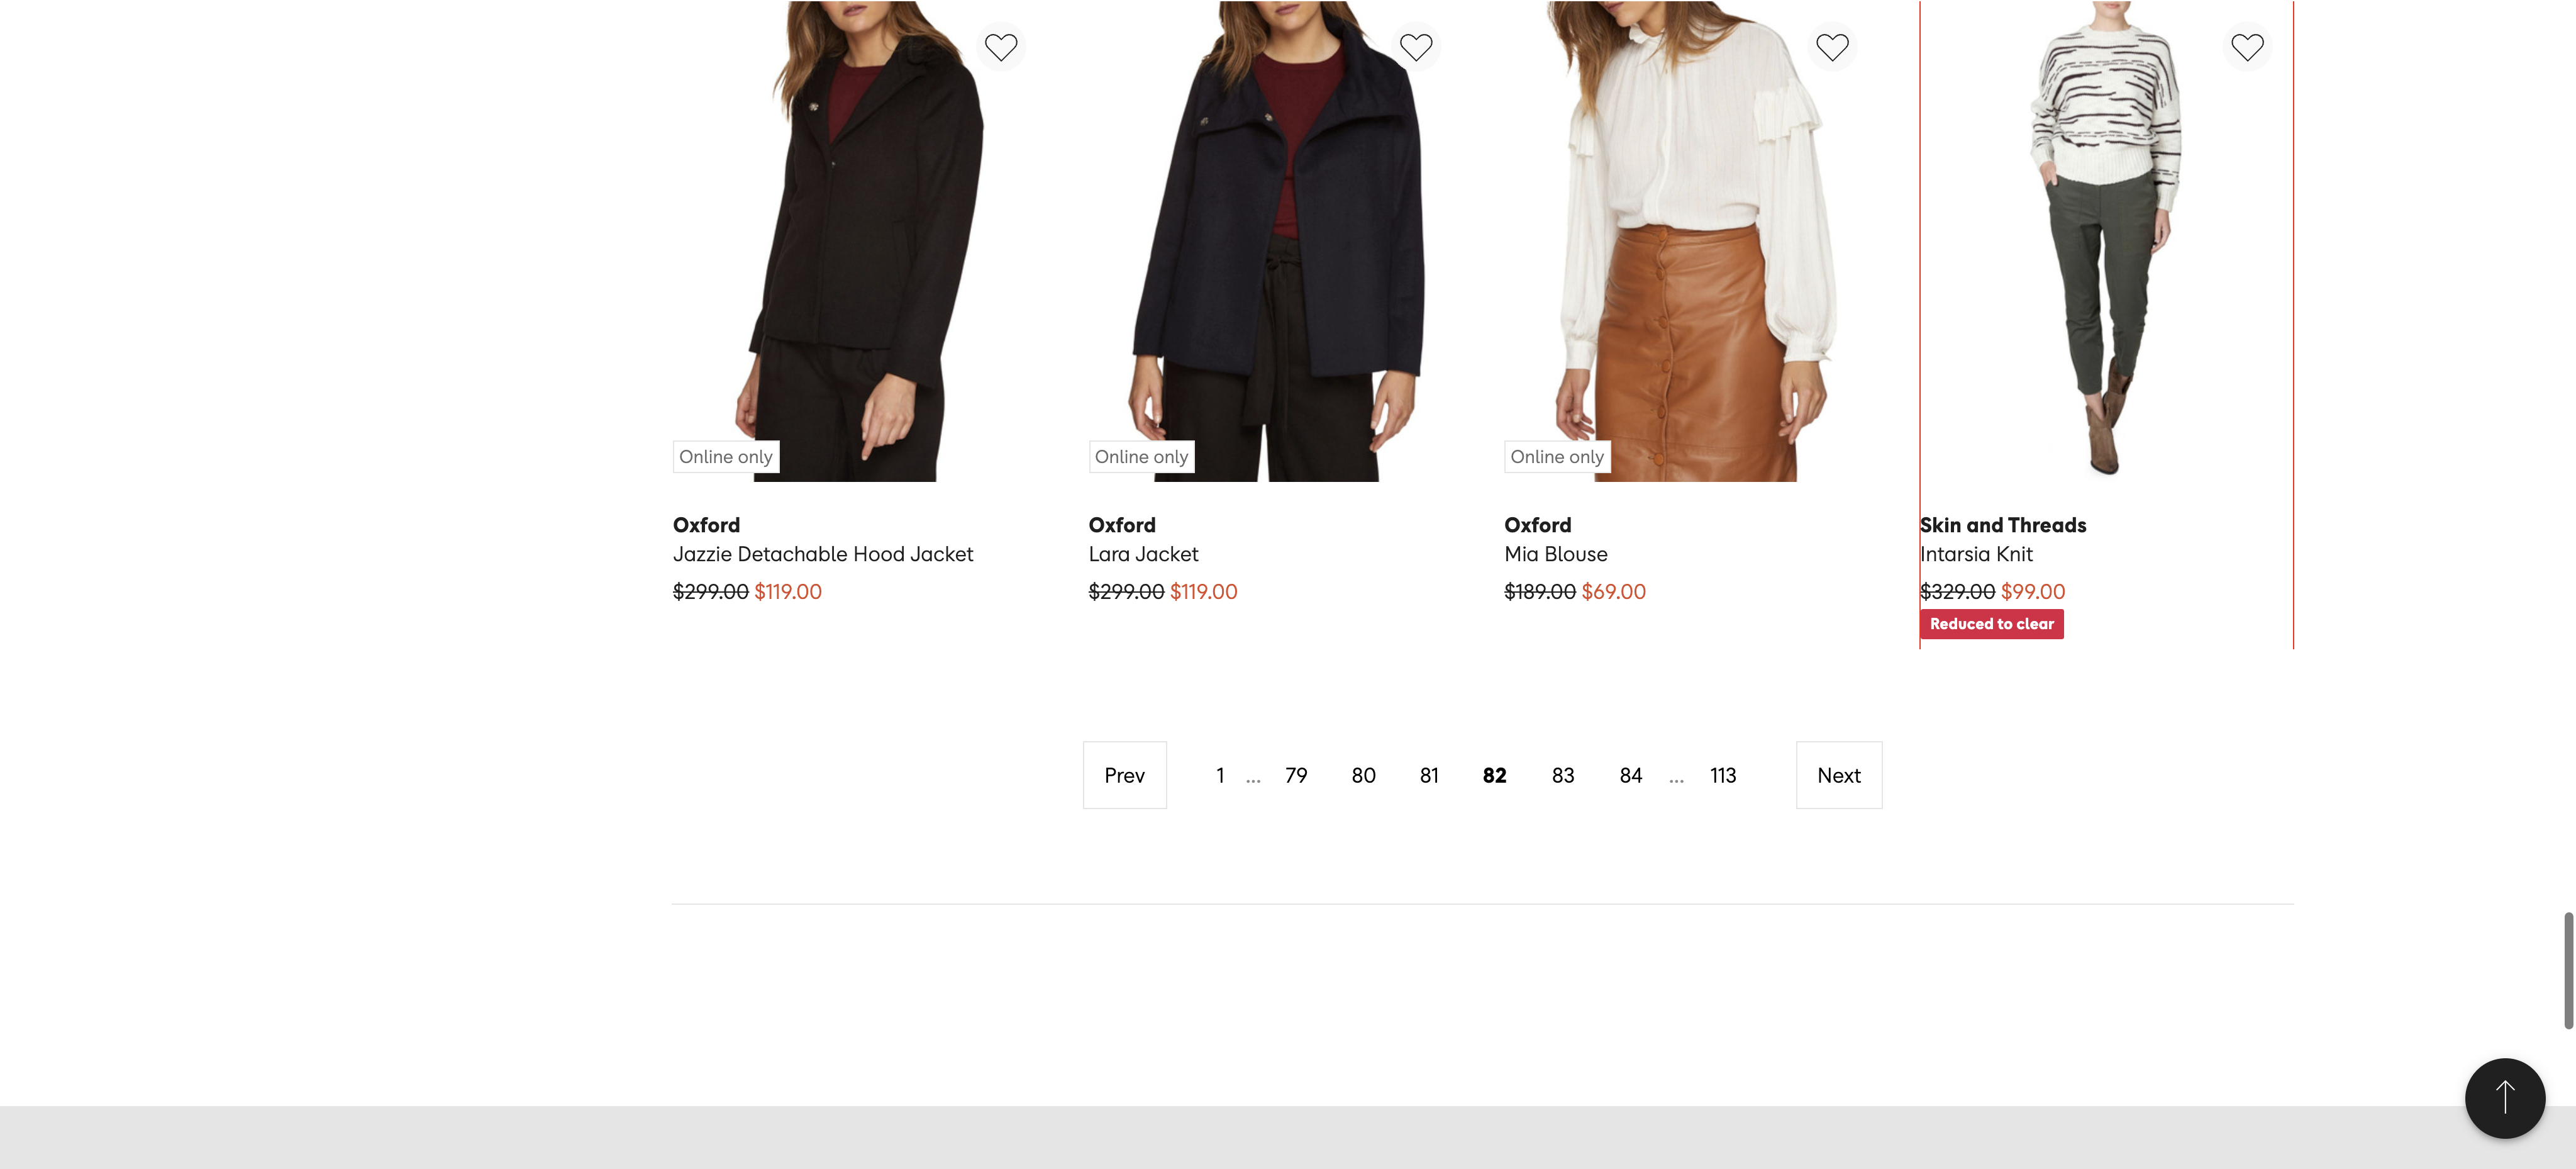 Online only
Oxford
Jazzie Detachable Hood Jacket
$299.00 $119.00
Online only
Oxford
Lara Jacket
$299.00 $119.00
Online only
Oxford
Mia Blouse
$189.00 $69.00
Skin and Threads
Intarsia Knit
$329.00 $99.00
Reduced to clear
Prev 1 ... 79 80 81 82 83 84 ... 113 Next